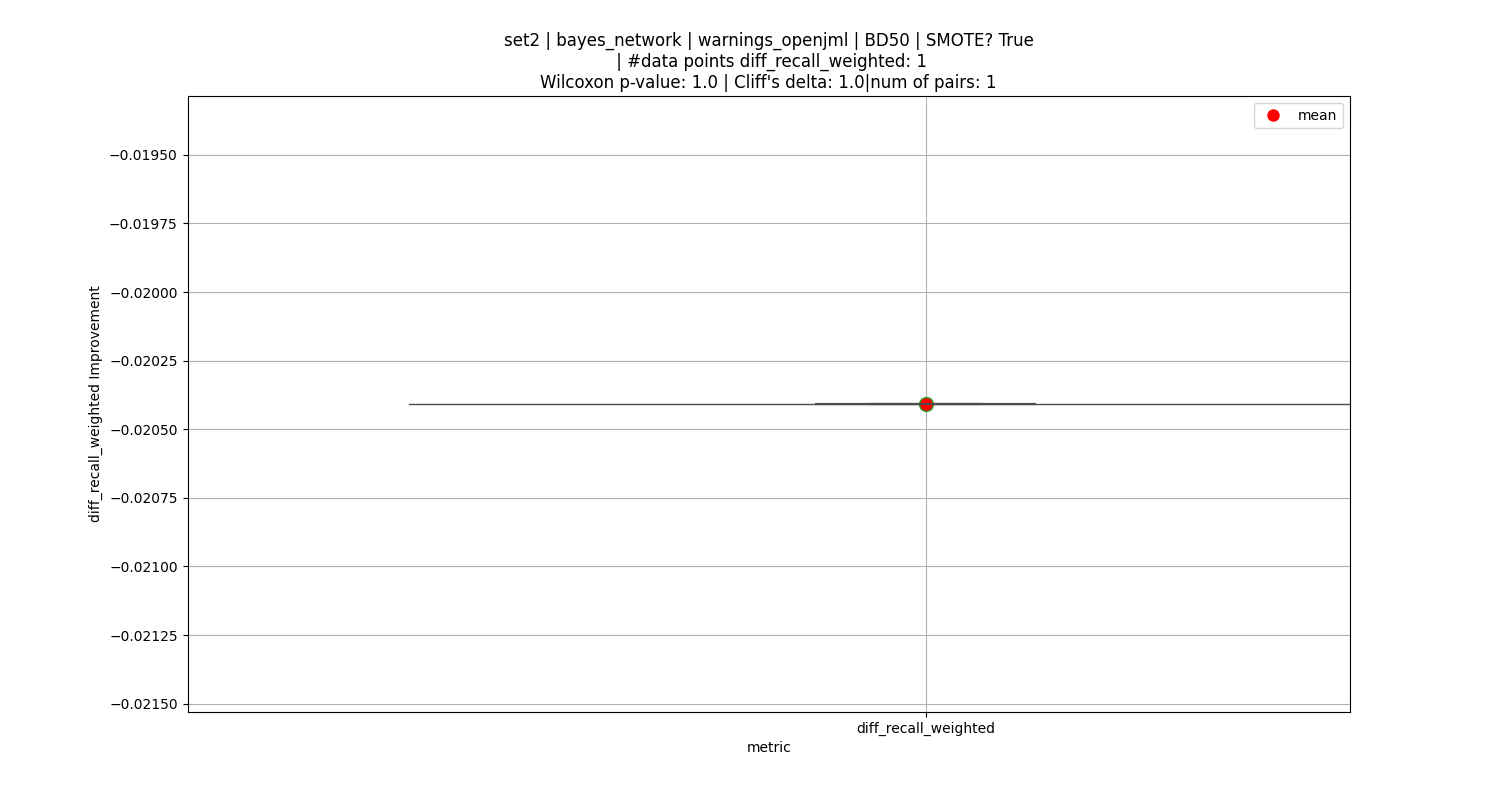 set2 | bayes_network | warnings_openjml | BD50 | SMOTE? True
| #data points diff_recall_weighted: 1
Wilcoxon p-value: 1.0 | Cliff's delta: 1.0|num of pairs: 1
mean
−0.01950
−0.01975
−0.02000
−0.02025
−0.02050
−0.02075
−0.02100
−0.02125
−0.02150
diff_recall_weighted Improvement
diff_recall_weighted
metric